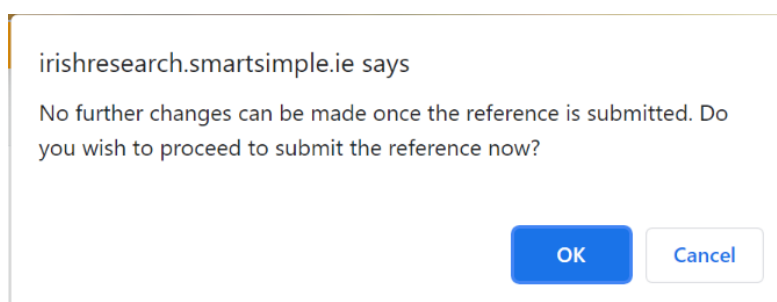 irishresearch.smartsimple.ie says
No further changes can be made once the reference is submitted. Do
you wish to proceed to submit the reference now?
OK
Cancel